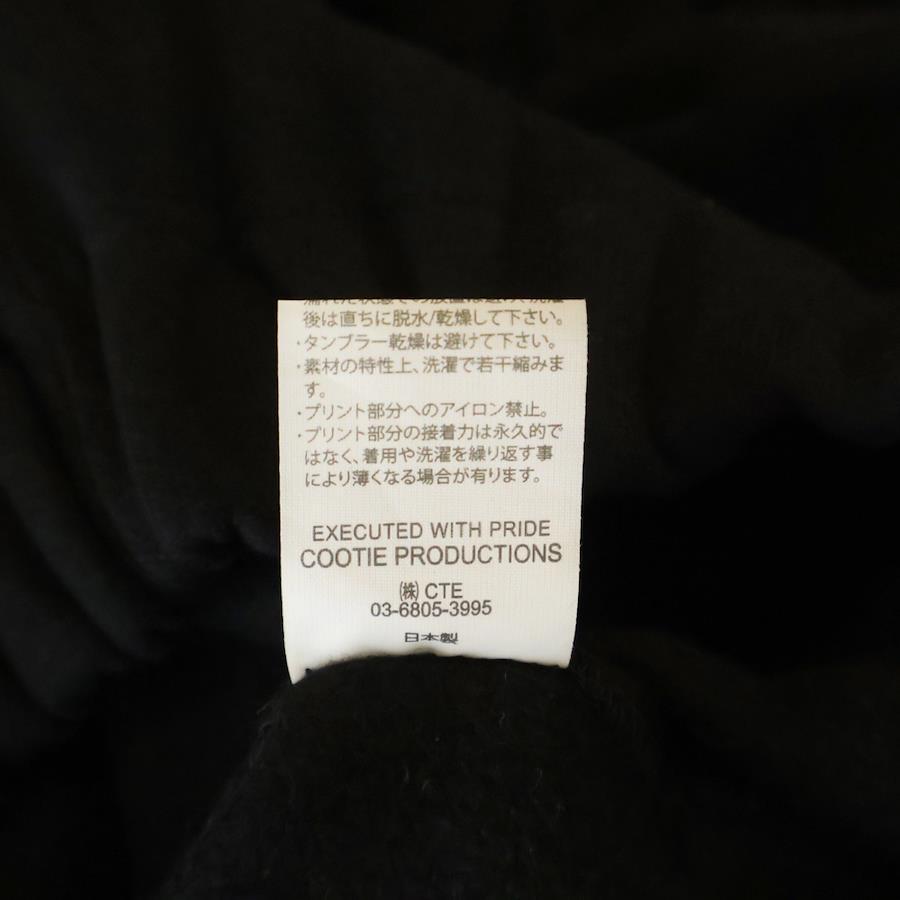 後は直ちに脱水/乾燥して下さい。
・タンブラー乾燥は避けて下さい。
・素材の特性上、洗濯で若干縮みま
す。
・プリント部分へのアイロン禁止。
・プリント部分の接着力は永久的で
はなく、着用や洗濯を繰り返す事
により薄くなる場合が有ります。
EXECUTED WITH PRIDE
COOTIE PRODUCTIONS
㈱ CTE
03-6805-3995
日本製